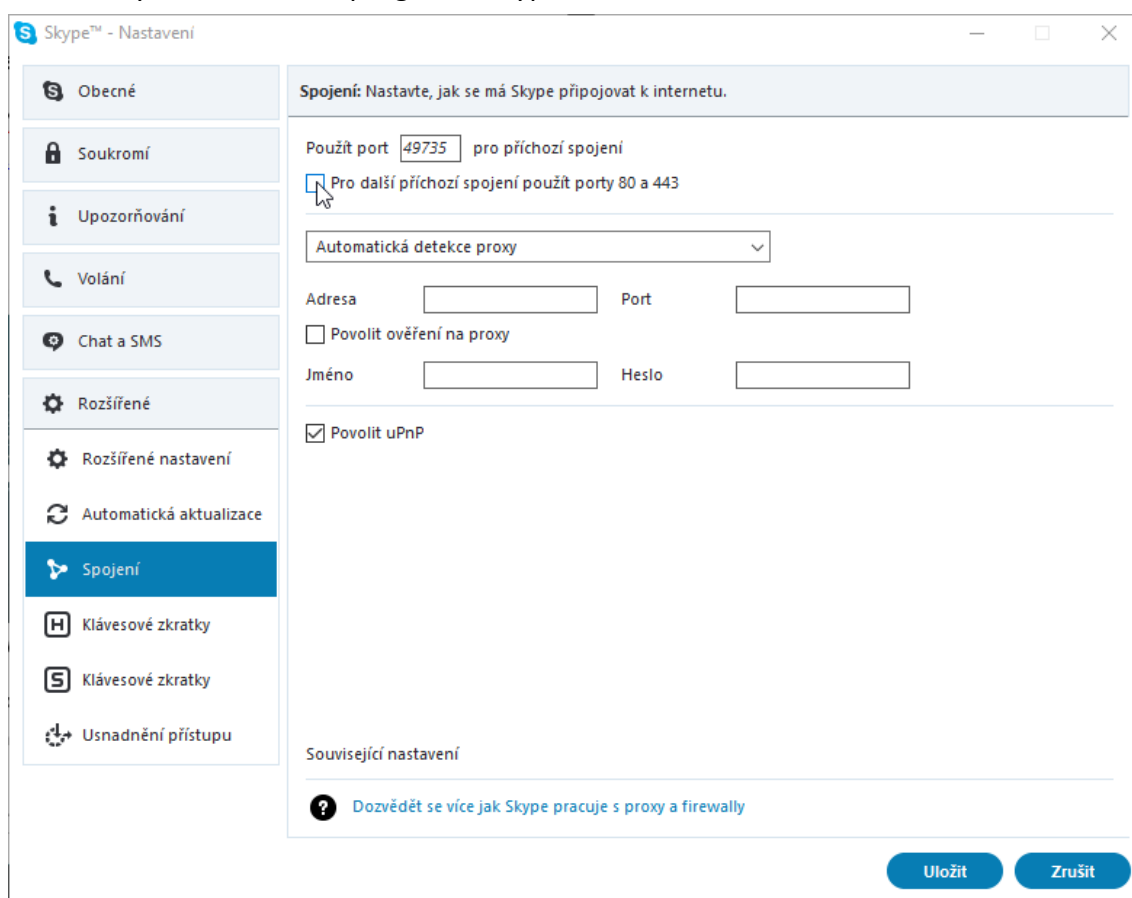 Skype™ - Nastavení
Obecné
Soukromí
Upozorňování
Volání
Chat a SMS
Rozšířené
Rozšířené nastavení
Automatická aktualizace
Spojení
Klávesové zkratky
Klávesové zkratky
Usnadnění přístupu
Spojení: Nastavte, jak se má Skype připojovat k internetu.
Použít port 49735 pro příchozí spojení
Pro další příchozí spojení použít porty 80 a 443
Automatická detekce proxy
Adresa Port
Povolit ověření na proxy
Jméno Heslo
Povolit uPnP
Související nastavení
Dozvědět se více jak Skype pracuje s proxy a firewally
Uložit Zrušit